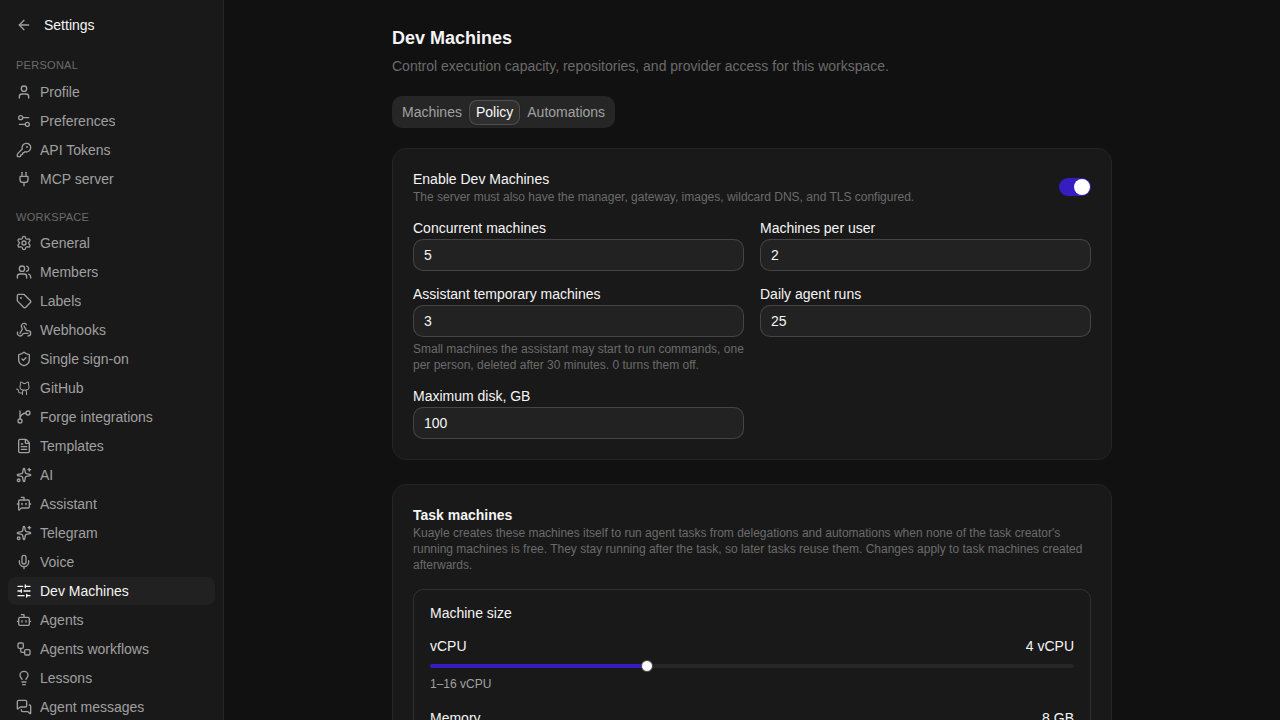 Settings
PERSONAL
Profile
Preferences
API Tokens
MCP server
WORKSPACE
General
Members
Labels
Webhooks
Single sign-on
GitHub
Forge integrations
Templates
AI
Assistant
Telegram
Voice
Dev Machines
Agents
Agents workflows
Lessons
Agent messages
Dev Machines
Control execution capacity, repositories, and provider access for this workspace.
Machines Policy Automations
Enable Dev Machines
The server must also have the manager, gateway, images, wildcard DNS, and TLS configured.
Concurrent machines
5
Machines per user
2
Assistant temporary machines
3
Small machines the assistant may start to run commands, one
per person, deleted after 30 minutes. 0 turns them off.
Daily agent runs
25
Maximum disk, GB
100
Task machines
Kuayle creates these machines itself to run agent tasks from delegations and automations when none of the task creator's
running machines is free. They stay running after the task, so later tasks reuse them. Changes apply to task machines created
afterwards.
Machine size
vCPU 4 vCPU
1–16 vCPU
Memory 8 GB